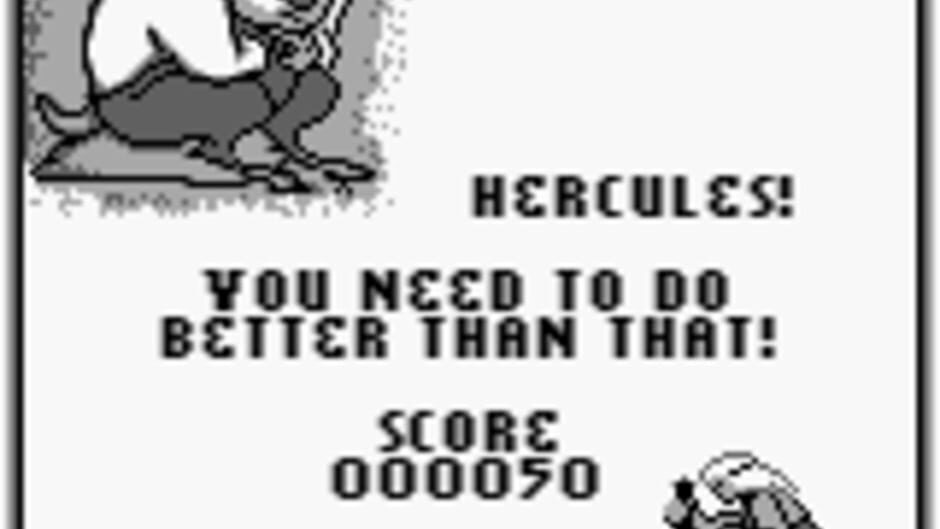 HERCULES!
YOU NEED TO DO
BETTER THAN THAT!
SCORE
000050